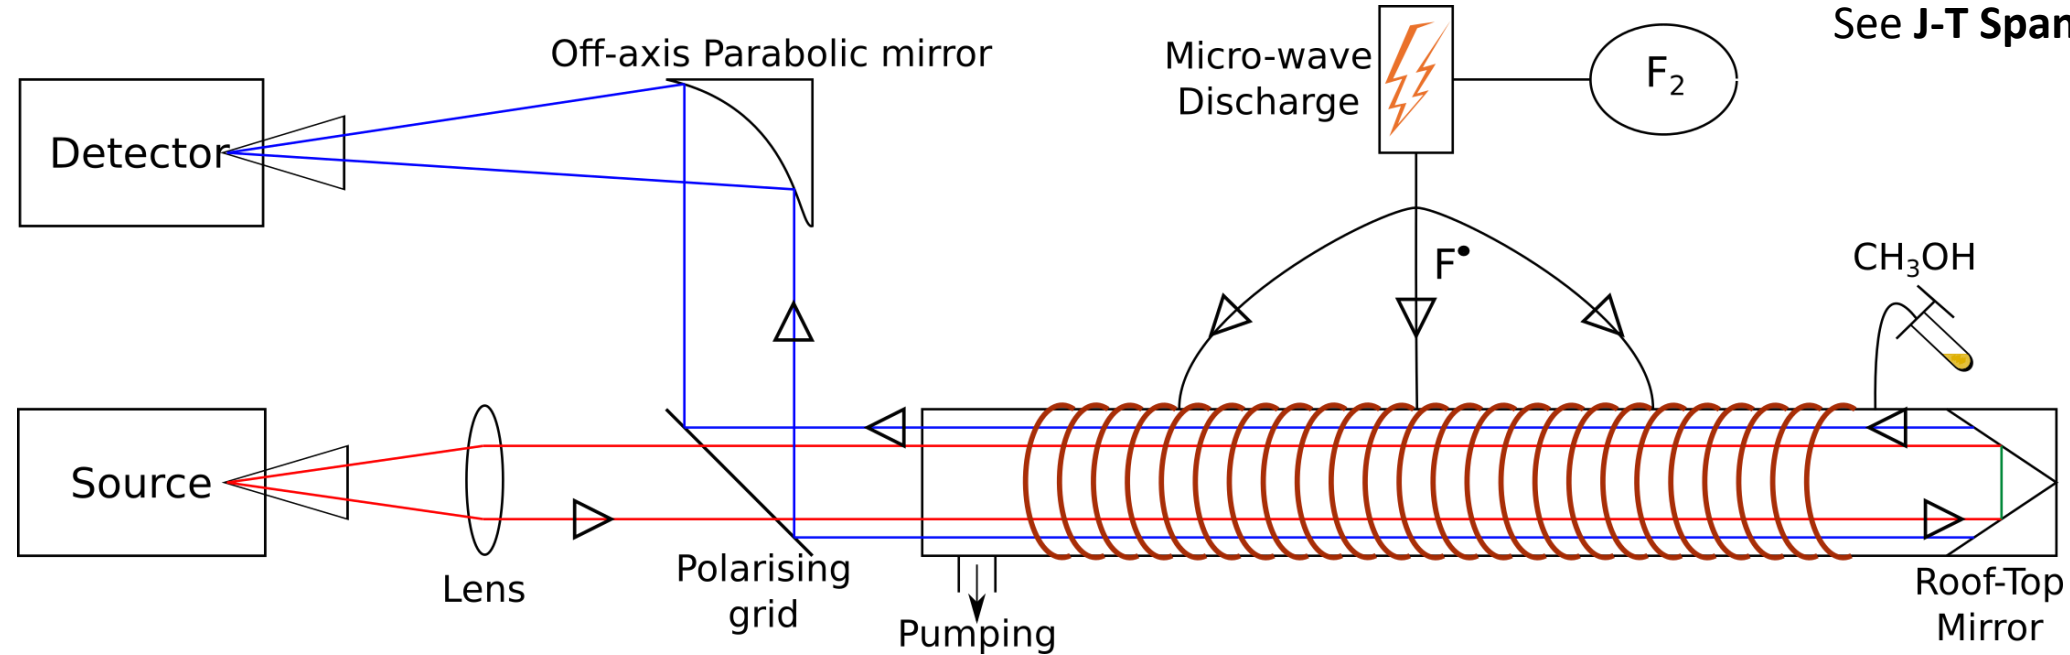 See J-T Span
Off-axis Parabolic mirror
Micro-wave
Discharge
F₂
Detector
F•
CH₃OH
Source
Lens
Polarising
grid
Pumping
Roof-Top
Mirror